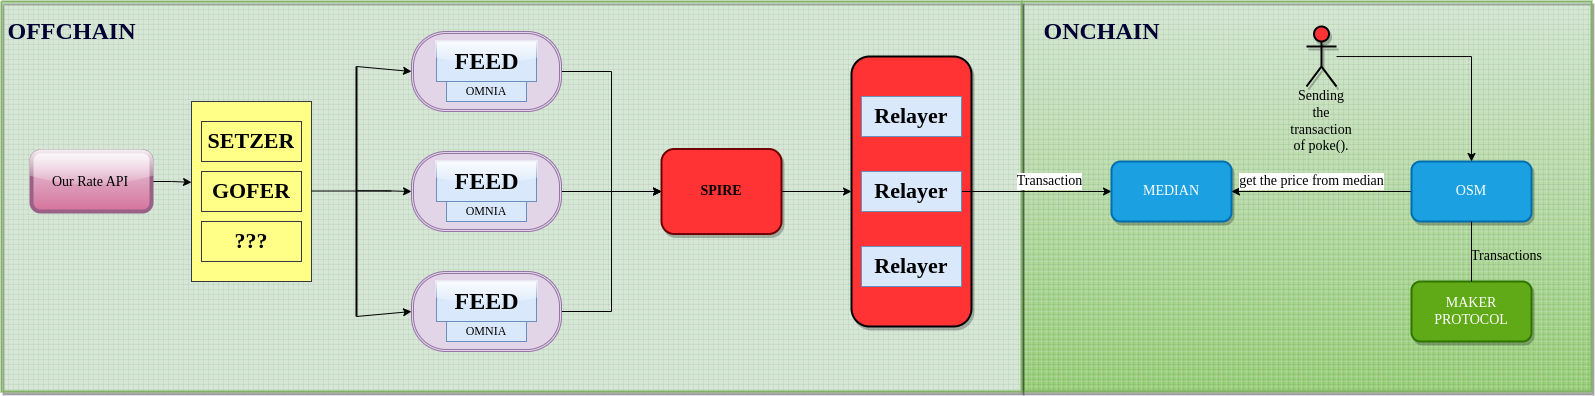 OFFCHAIN
Our Rate API
SETZER
GOFER
???
FEED
OMNIA
FEED
OMNIA
FEED
OMNIA
SPIRE
Relayer
Relayer
Relayer
Transaction
ONCHAIN
Sending
the
transaction
of poke().
MEDIAN
get the price from median
OSM
Transactions
MAKER
PROTOCOL